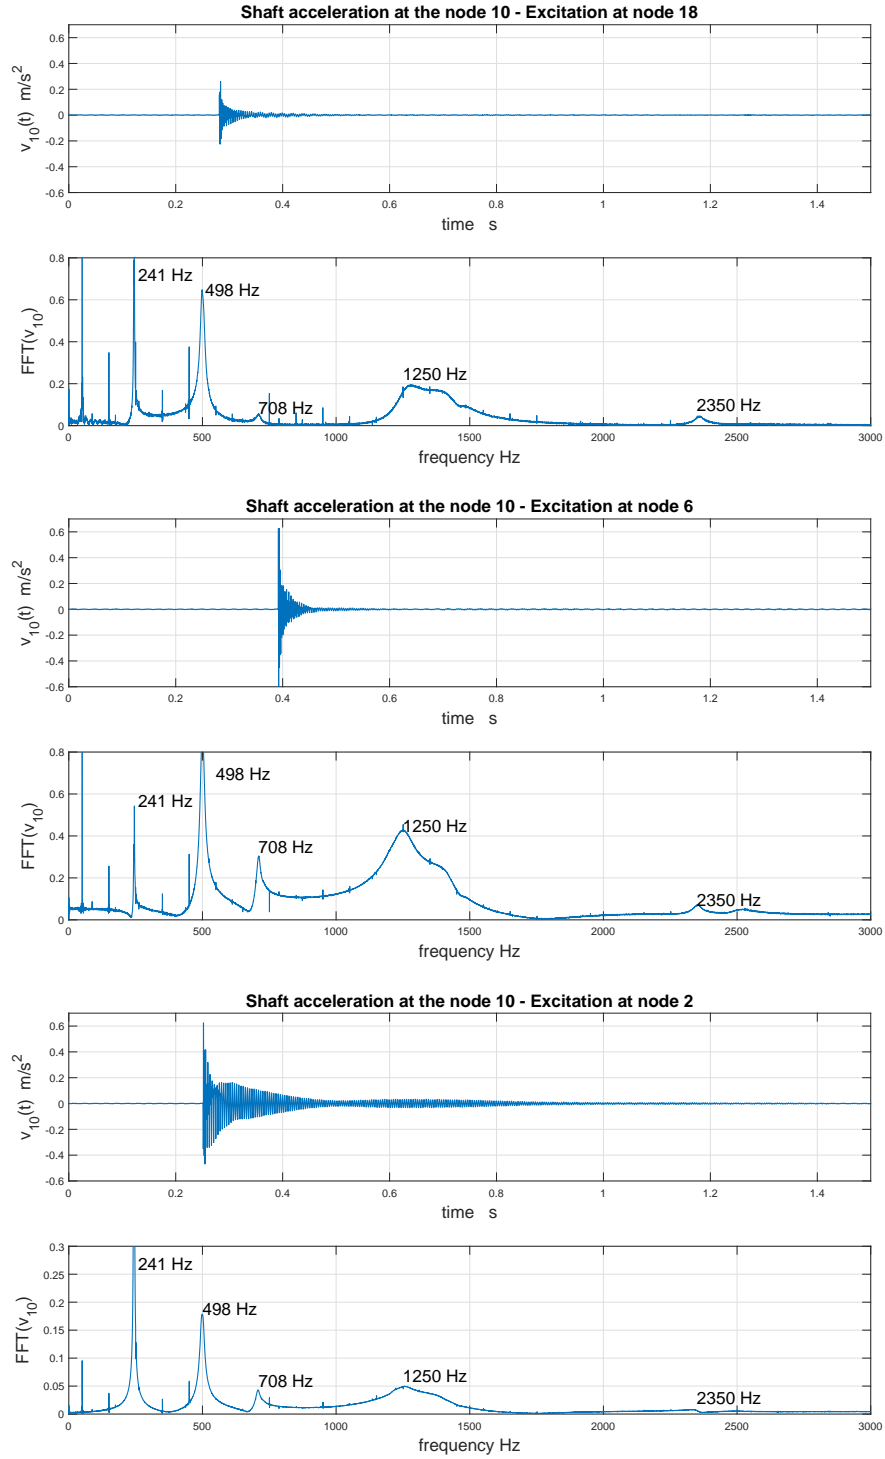 Shaft acceleration at the node 10 - Excitation at node 18
v10(t) m/s2
0.6
0.4
0.2
0
-0.2
-0.4
-0.6
0 0.2 0.4 0.6 0.8 1 1.2 1.4
time s
FFT(v10)
0.8
0.6
0.4
0.2
0
241 Hz
498 Hz
708 Hz
1250 Hz
2350 Hz
0 500 1000 1500 2000 2500 3000
frequency Hz
Shaft acceleration at the node 10 - Excitation at node 6
v10(t) m/s2
0.6
0.4
0.2
0
-0.2
-0.4
-0.6
0 0.2 0.4 0.6 0.8 1 1.2 1.4
time s
FFT(v10)
0.8
0.6
0.4
0.2
0
241 Hz
498 Hz
708 Hz
1250 Hz
2350 Hz
0 500 1000 1500 2000 2500 3000
frequency Hz
Shaft acceleration at the node 10 - Excitation at node 2
v10(t) m/s2
0.6
0.4
0.2
0
-0.2
-0.4
-0.6
0 0.2 0.4 0.6 0.8 1 1.2 1.4
time s
FFT(v10)
0.3
0.25
0.2
0.15
0.1
0.05
0
241 Hz
498 Hz
708 Hz
1250 Hz
2350 Hz
0 500 1000 1500 2000 2500 3000
frequency Hz